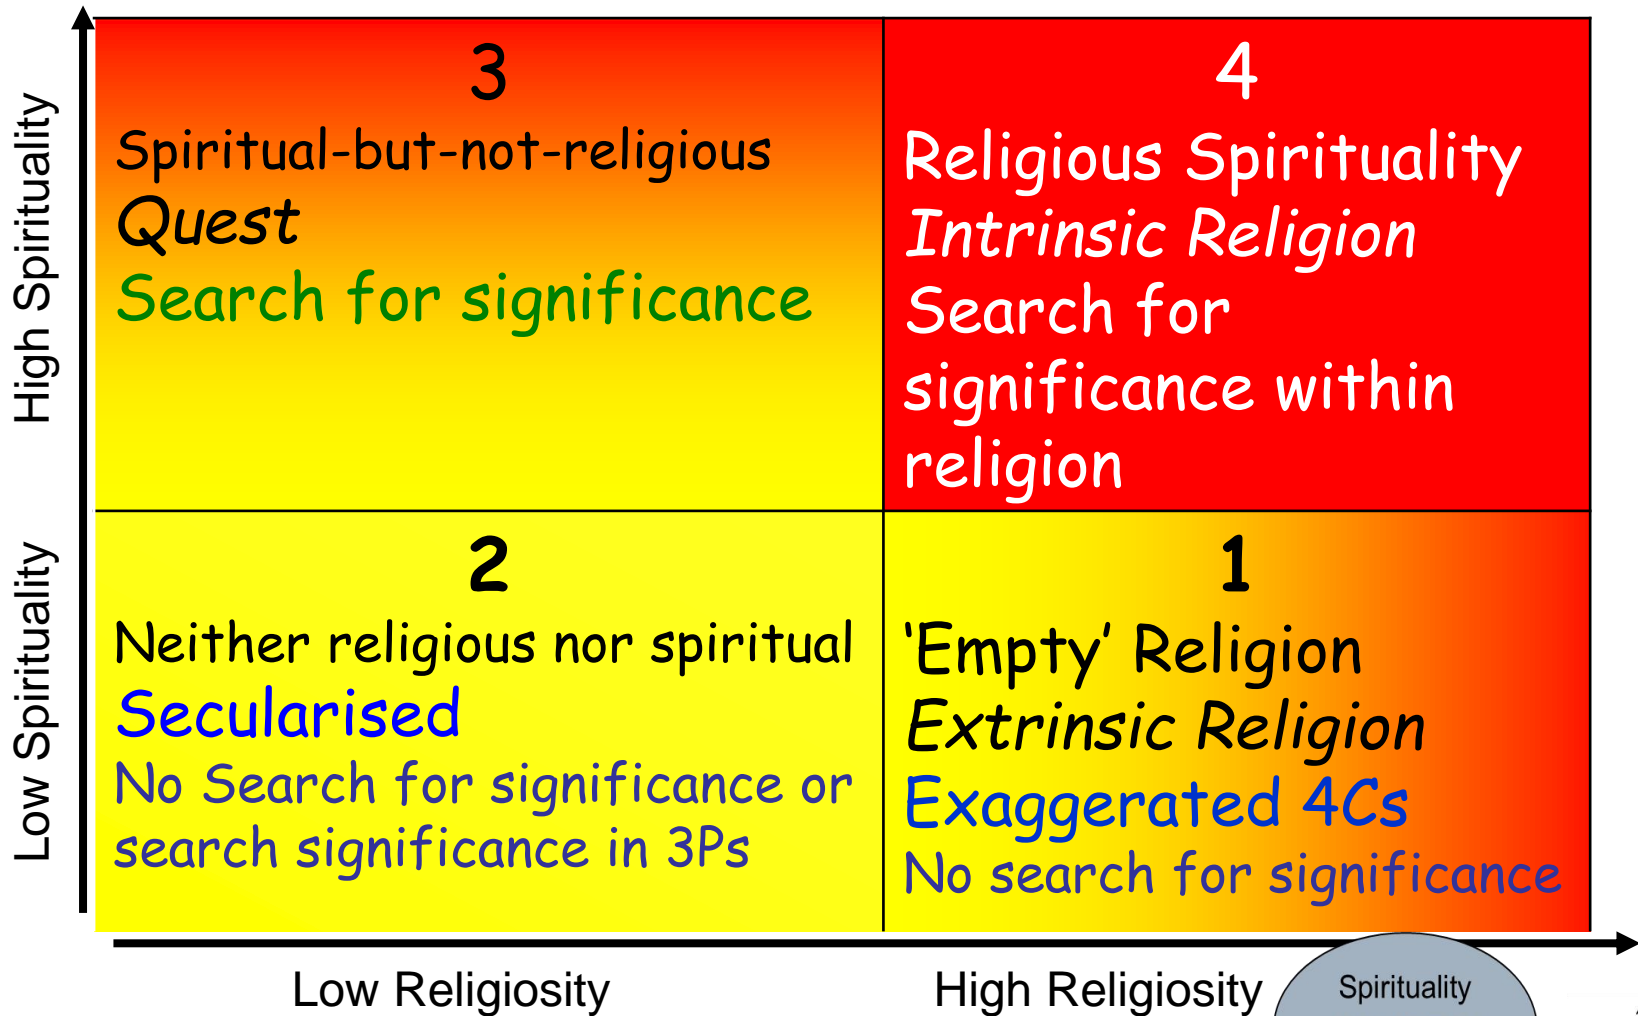 High Spirituality
Low Spirituality
3
Spiritual-but-not-religious
Quest
Search for significance
4
Religious Spirituality
Intrinsic Religion
Search for
significance within
religion
2
Neither religious nor spiritual
Secularised
No Search for significance or
search significance in 3Ps
1
‘Empty’ Religion
Extrinsic Religion
Exaggerated 4Cs
No search for significance
Low Religiosity
High Religiosity
Spirituality